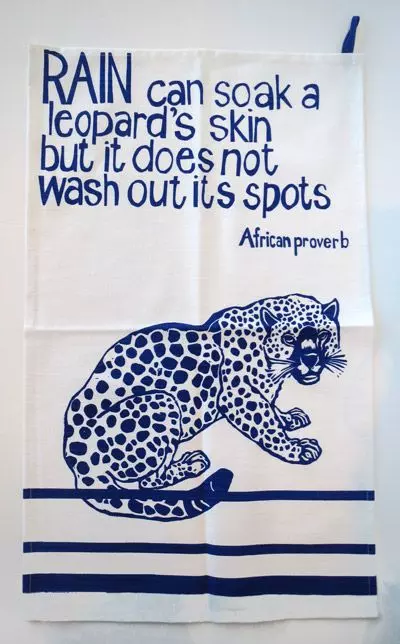 RAIN can soak a
leopard's skin
but it does not
wash out its spots
African proverb